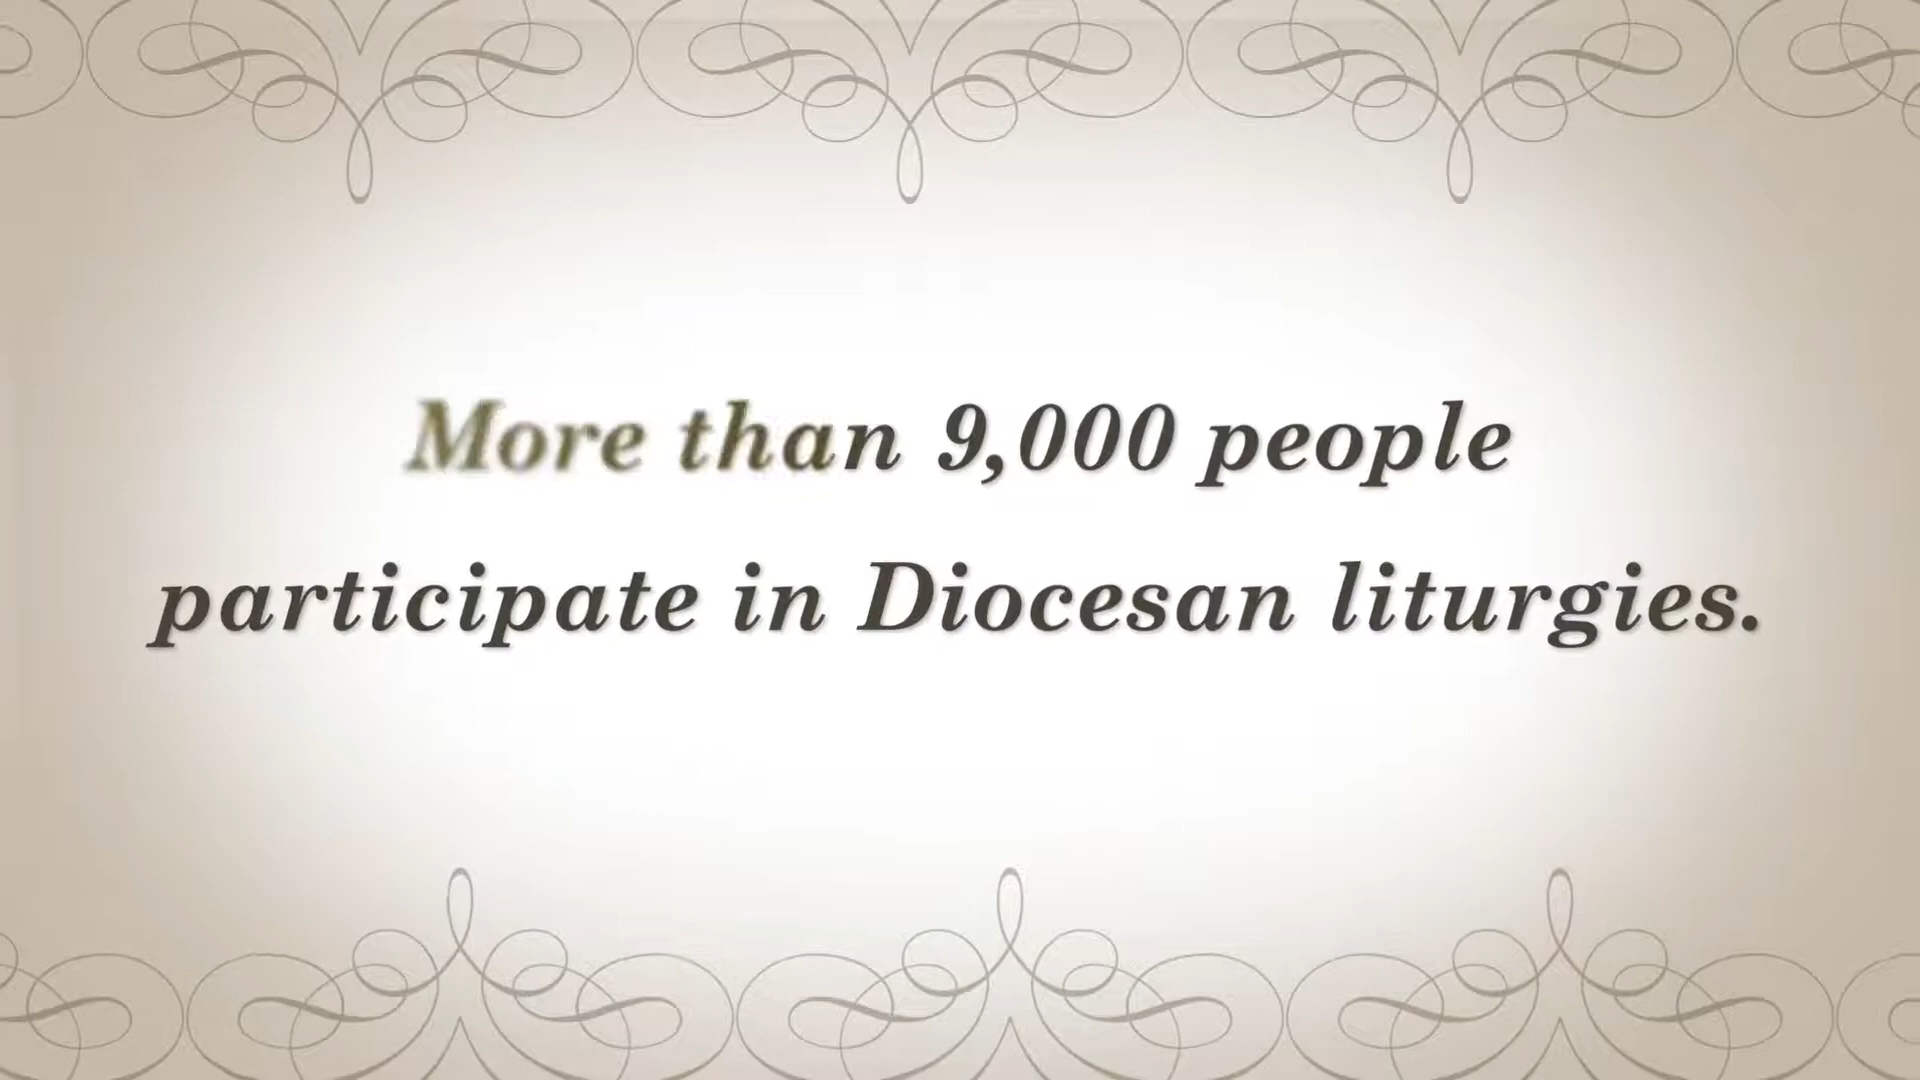 More than 9,000 people
participate in Diocesan liturgies.